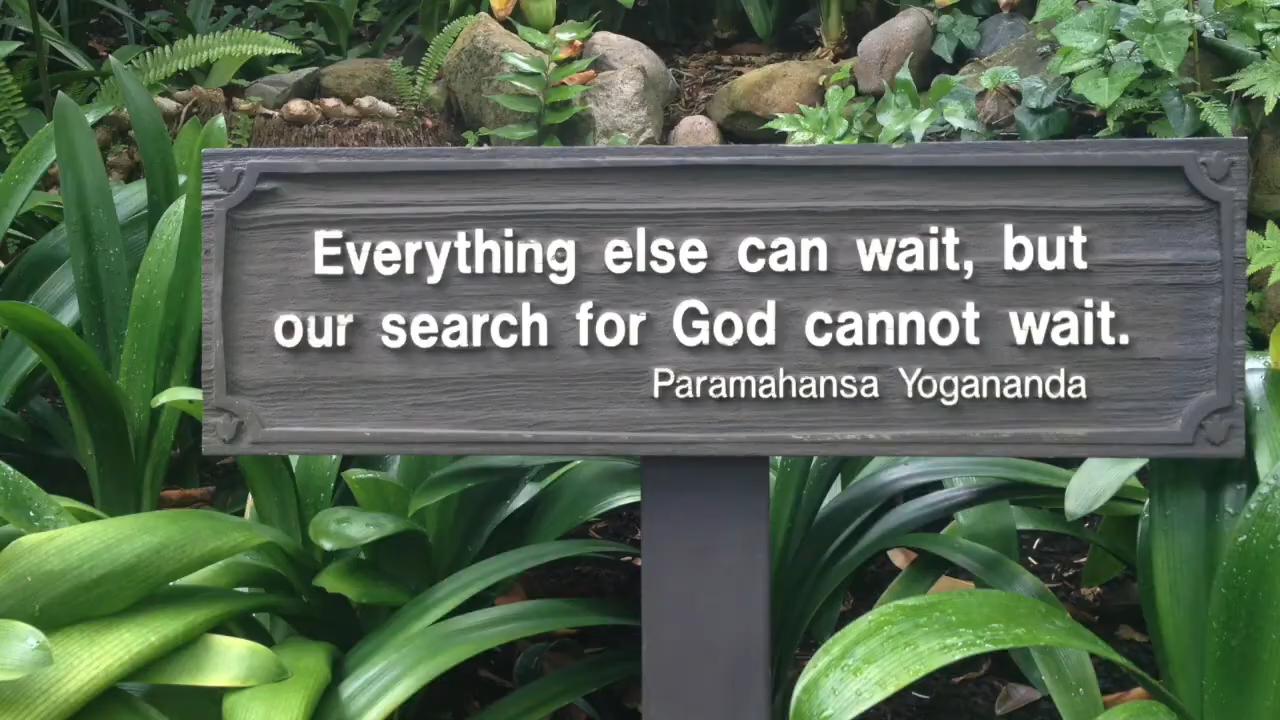 Everything else can wait, but
our search for God cannot wait.
Paramahansa Yogananda